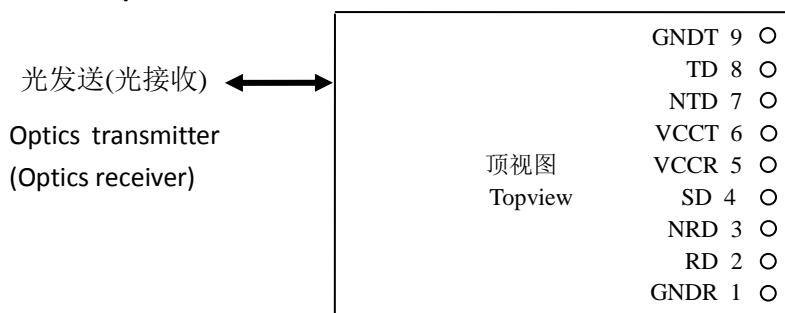 光发送(光接收)
Optics transmitter
(Optics receiver)
顶视图
Topview
GNDT 9
TD 8
NTD 7
VCCT 6
VCCR 5
SD 4
NRD 3
RD 2
GNDR 1